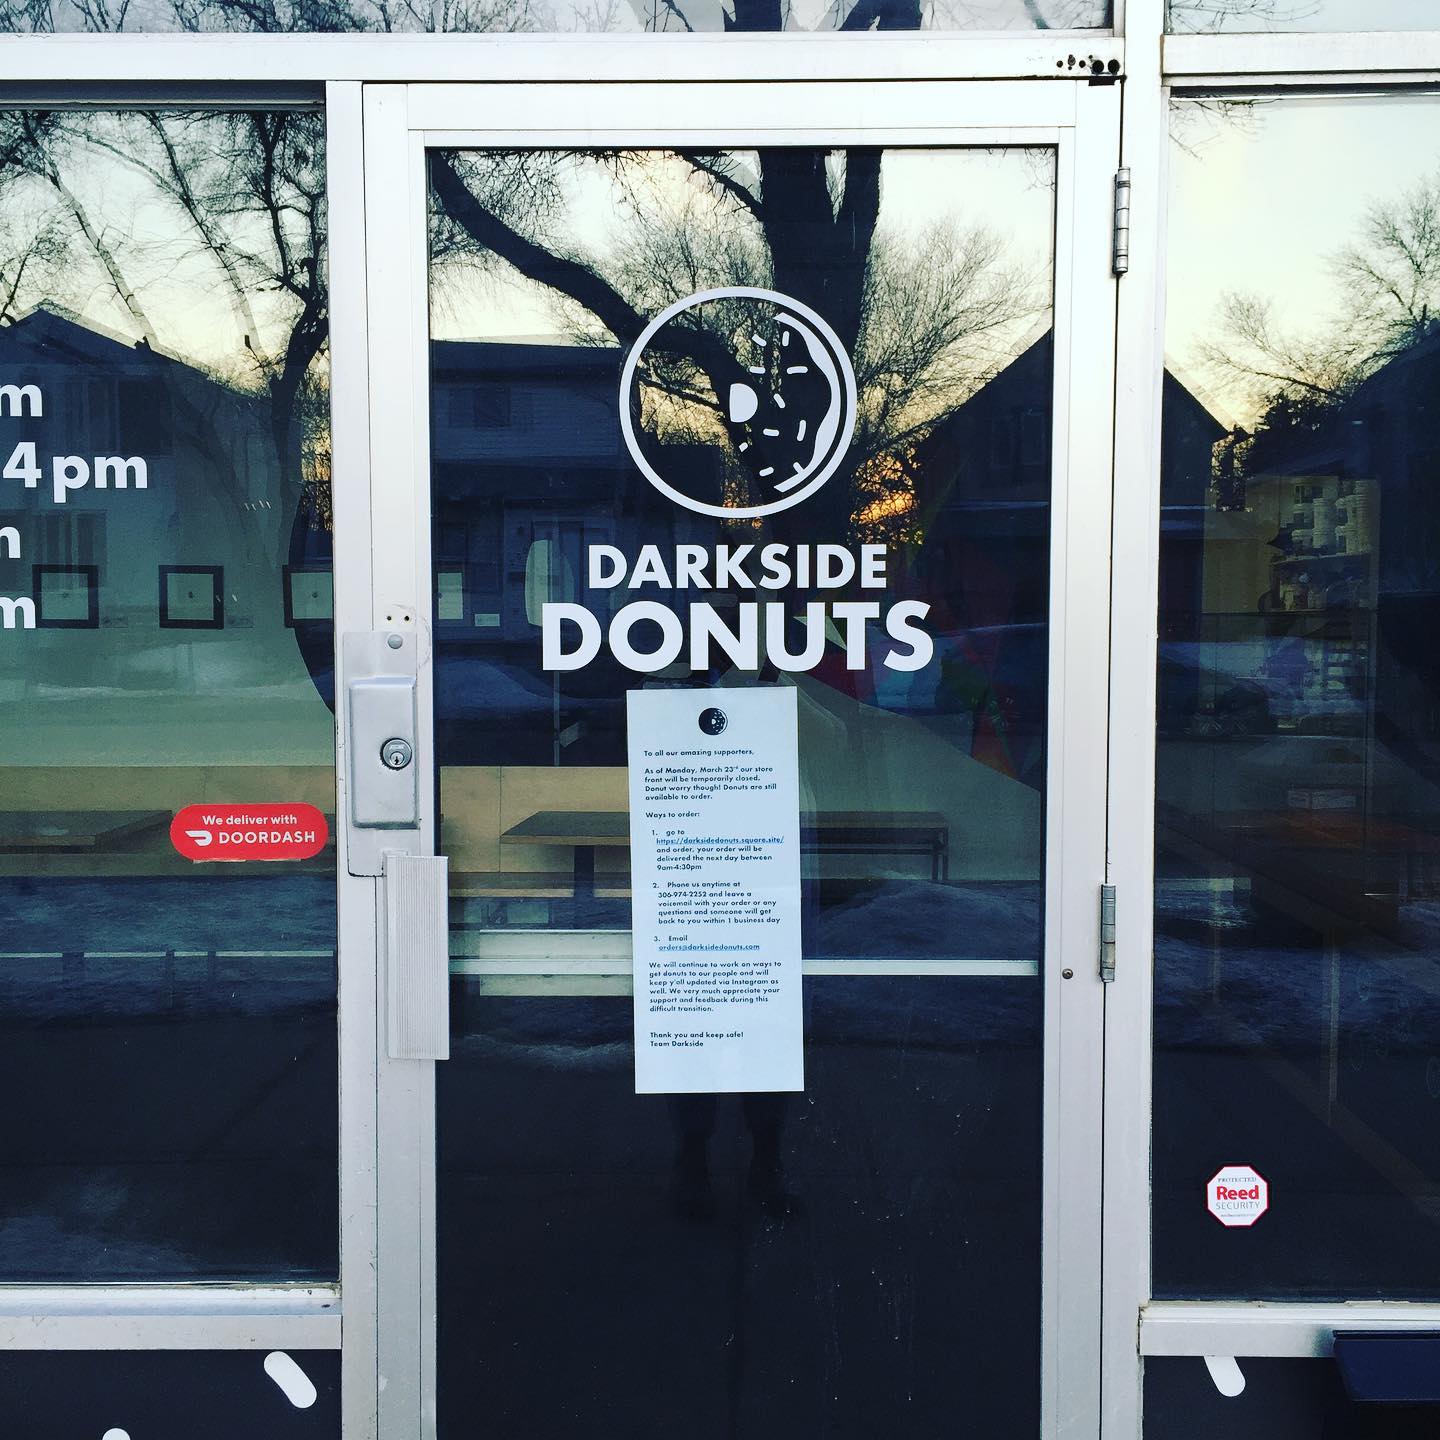 m
4pm
n
m
DARKSIDE
DONUTS
To all our amazing supporters,
As of Monday, March 23rd our store
front will be temporarily closed.
Donut worry though! Donuts are still
available to order.
Ways to order:
1. go to
https://darksidedonuts.square.site/
and order, your order will be
delivered the next day between
9am-4:30pm
2. Phone us anytime at
306-974-2252 and leave a
voicemail with your order or any
questions and someone will get
back to you within 1 business day
3. Email
orders@darksidedonuts.com
We will continue to work on ways to
get donuts to our people and will
keep y'all updated via Instagram as
well. We very much appreciate your
support and feedback during this
difficult transition.
Thank you and keep safe!
Team Darkside
We deliver with
DOORDASH
PROTECTED
Reed
SECURITY